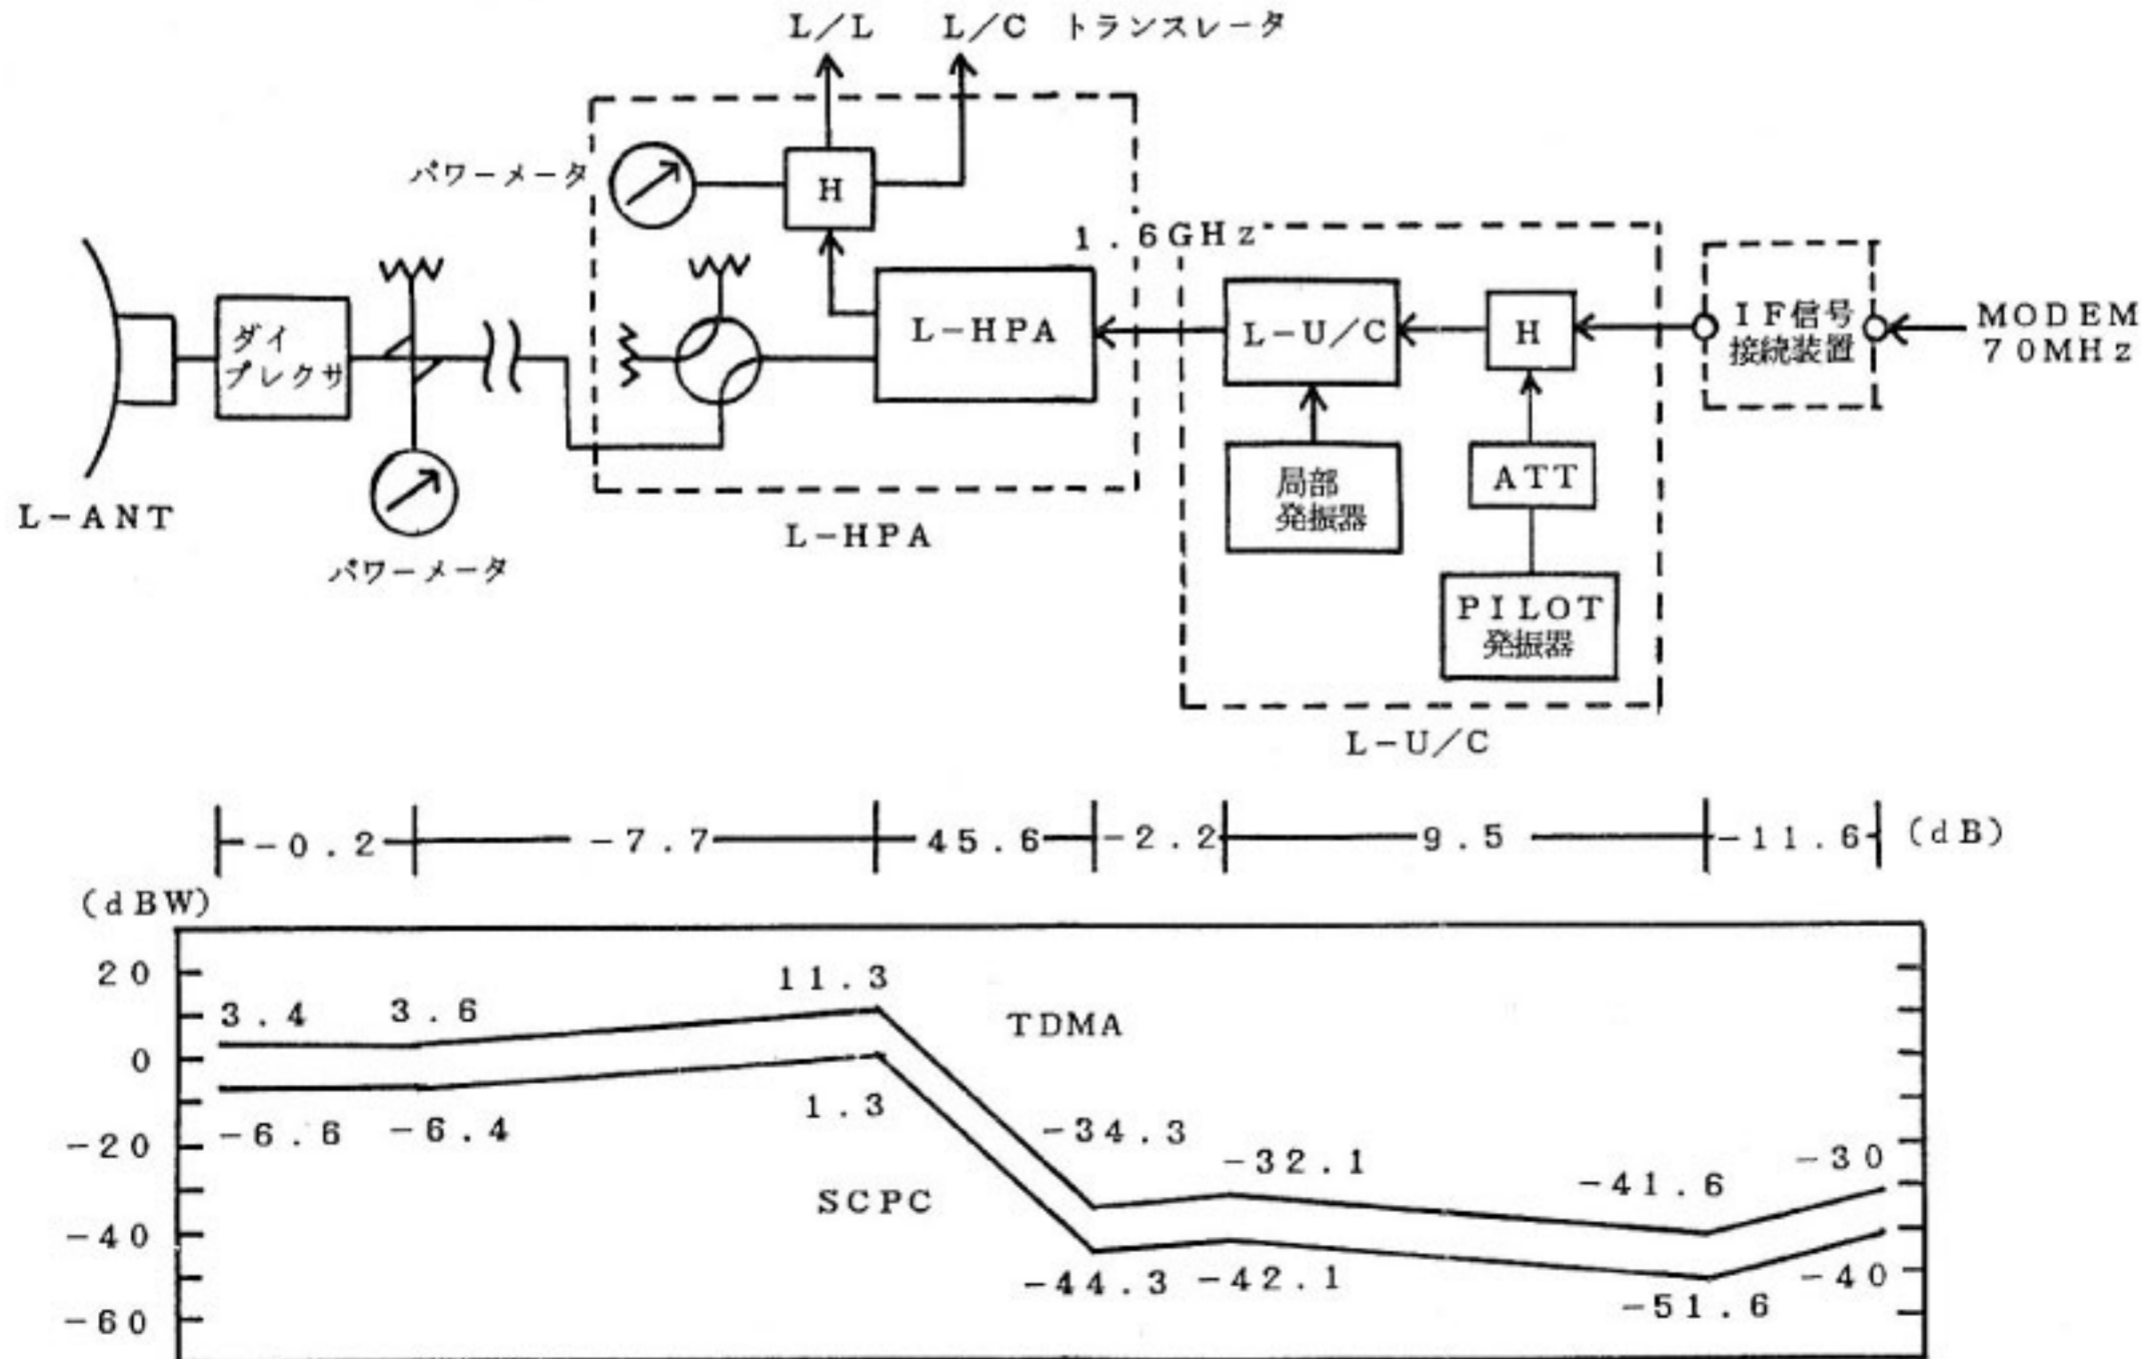 L/L L/C トランスレータ
パワーメータ
H
1.6GHz
ダイ
プレクサ
L-HPA
L-U/C
H
IF信号
接続装置
MODEM
70MHz
局部
発振器
ATT
L-ANT
L-HPA
パワーメータ
PILOT
発振器
L-U/C
-0.2 -7.7 45.6 -2.2 9.5 -11.6 (dB)
(dBW)
20
0
-20
-40
-60
3.4 3.6 11.3 TDMA
-34.3 -32.1 -41.6 -30
-6.6 -6.4 1.3 SCPC
-44.3 -42.1 -51.6 -40